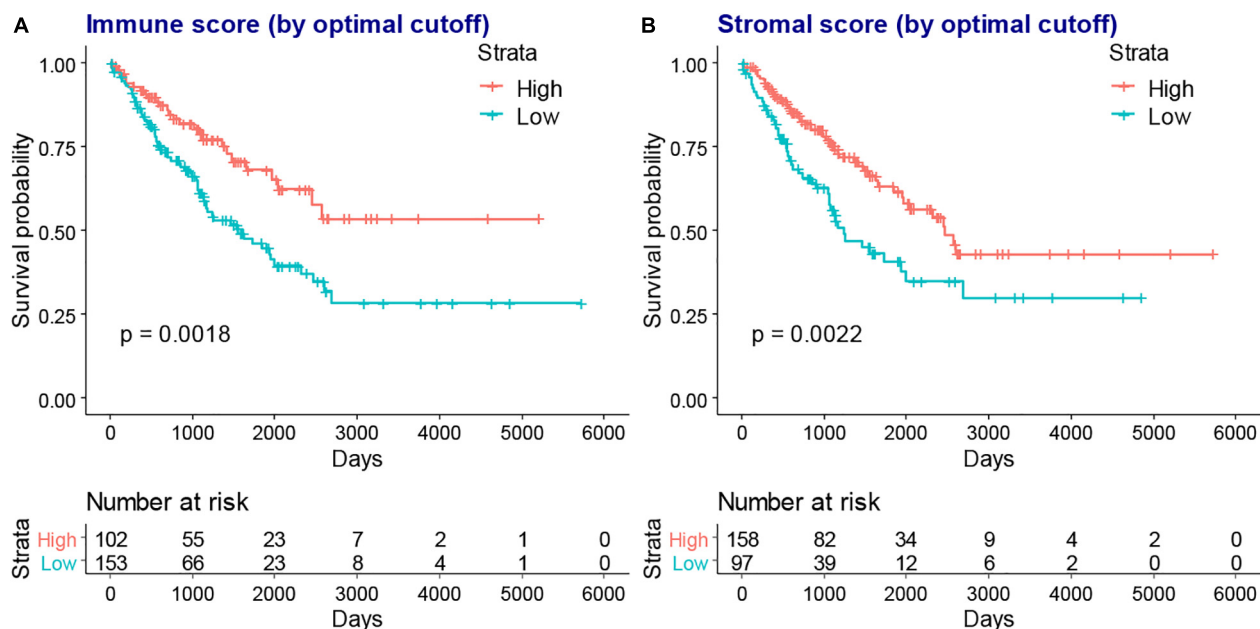 A
Immune score (by optimal cutoff)
Strata
High
Low
Survival probability
1.00
0.75
0.50
0.25
0.00
p = 0.0018
0 1000 2000 3000 4000 5000 6000
Days
Number at risk
Strata
High 102 55 23 7 2 1 0
Low 153 66 23 8 4 1 0
0 1000 2000 3000 4000 5000 6000
Days
B
Stromal score (by optimal cutoff)
Strata
High
Low
Survival probability
1.00
0.75
0.50
0.25
0.00
p = 0.0022
0 1000 2000 3000 4000 5000 6000
Days
Number at risk
Strata
High 158 82 34 9 4 2 0
Low 97 39 12 6 2 0 0
0 1000 2000 3000 4000 5000 6000
Days